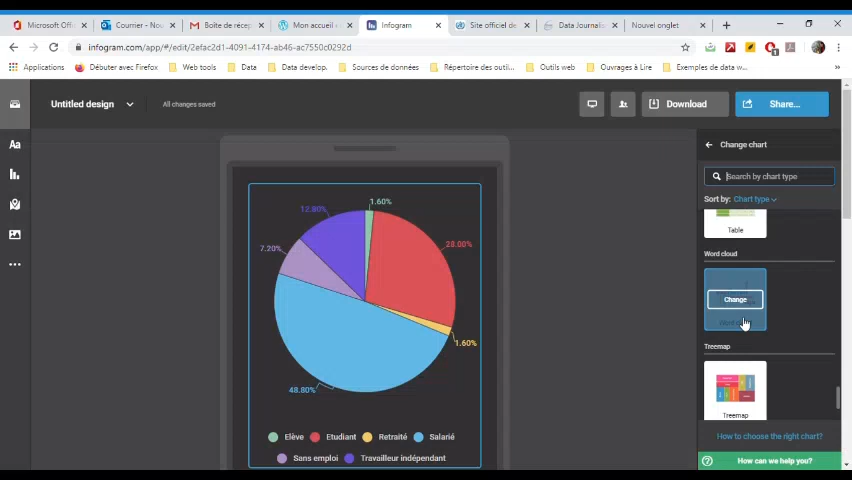 Microsoft Offi
Courrier - Nou
Boîte de récep
Mon accueil •
Infogram
Site officiel de
Data Journalis
Nouvel onglet
infogram.com/app/#/edit/2efac2d1-4091-4174-ab46-ac7550c0292d
Applications
Débuter avec Firefox
Web tools
Data
Data develop.
Sources de données
Répertoire des outil...
Outils web
Ouvrages à Lire
Exemples de data w...
Untitled design
All changes saved
Download
Share...
Aa
Change chart
Search by chart type
Sort by: Chart type
Table
Word cloud
Change
Treemap
Treemap
How to choose the right chart?
How can we help you?
12.80%
1.60%
28.00%
7.20%
1.60%
48.80%
Elève
Etudiant
Retraité
Salarié
Sans emploi
Travailleur indépendant